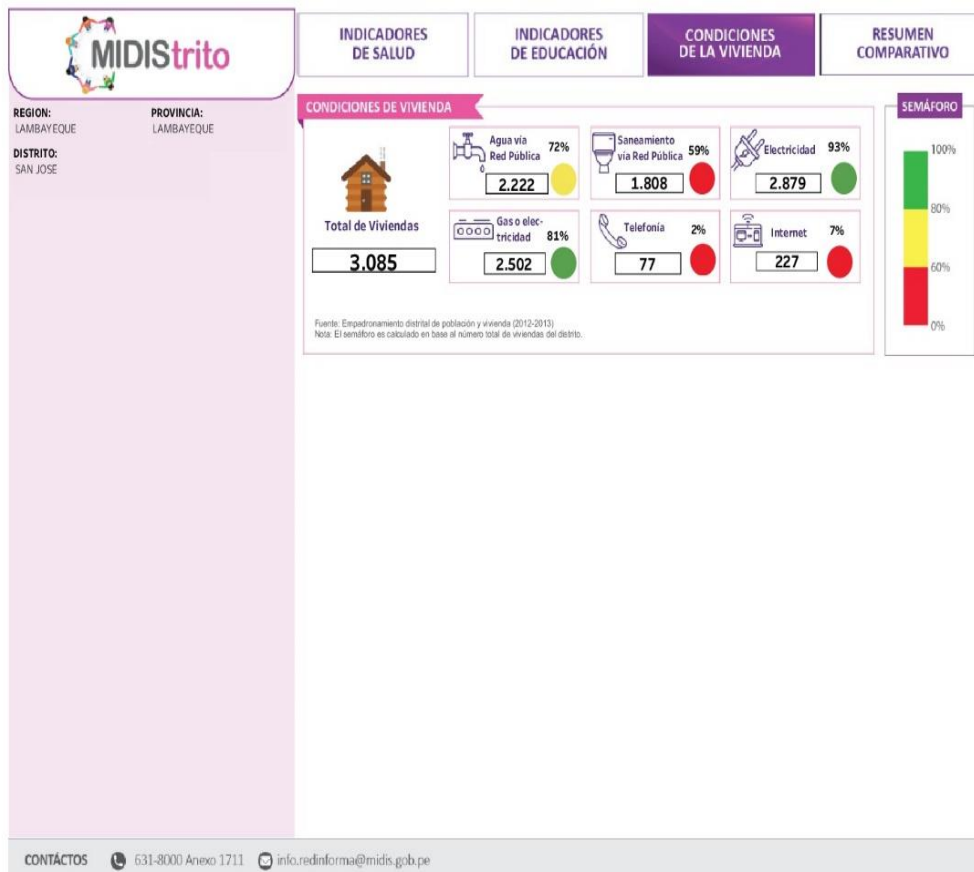 MIDIStrito
INDICADORES
DE SALUD
INDICADORES
DE EDUCACIÓN
CONDICIONES
DE LA VIVIENDA
RESUMEN
COMPARATIVO
REGION:
LAMBAYEQUE
PROVINCIA:
LAMBAYEQUE
DISTRITO:
SAN JOSE
CONDICIONES DE VIVIENDA
Total de Viviendas
3.085
Agua vía
Red Pública
72%
2.222
Saneamiento
vía Red Pública
59%
1.808
Electricidad
93%
2.879
Gas o elec-
tricidad
81%
2.502
Telefonía
2%
77
Internet
7%
227
Fuente: Empadronamiento distrital de población y vivienda (2012-2013)
Nota: El semáforo es calculado en base al número total de viviendas del distrito.
SEMÁFORO
100%
80%
60%
0%
CONTÁCTOS
631-8000 Anexo 1711
info.redinforma@midis.gob.pe